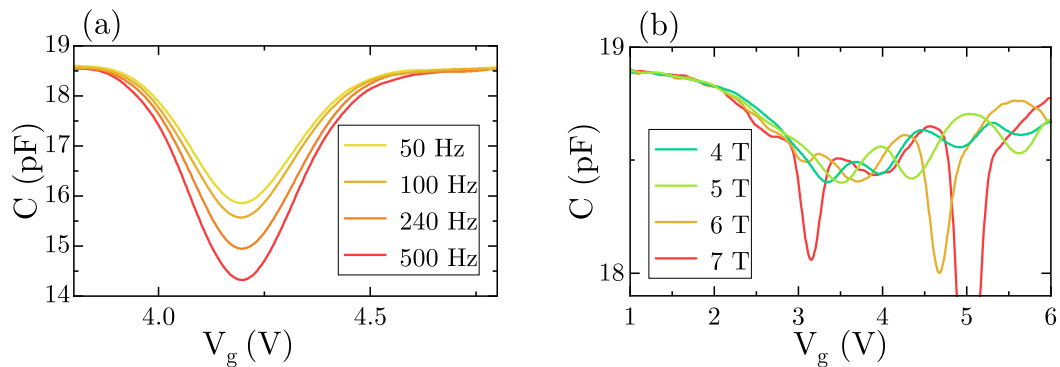 (a)
19
18
17
16
15
14
C (pF)
4.0
4.5
V_g (V)
50 Hz
100 Hz
240 Hz
500 Hz
(b)
19
18
C (pF)
1
2
3
4
5
6
V_g (V)
4 T
5 T
6 T
7 T